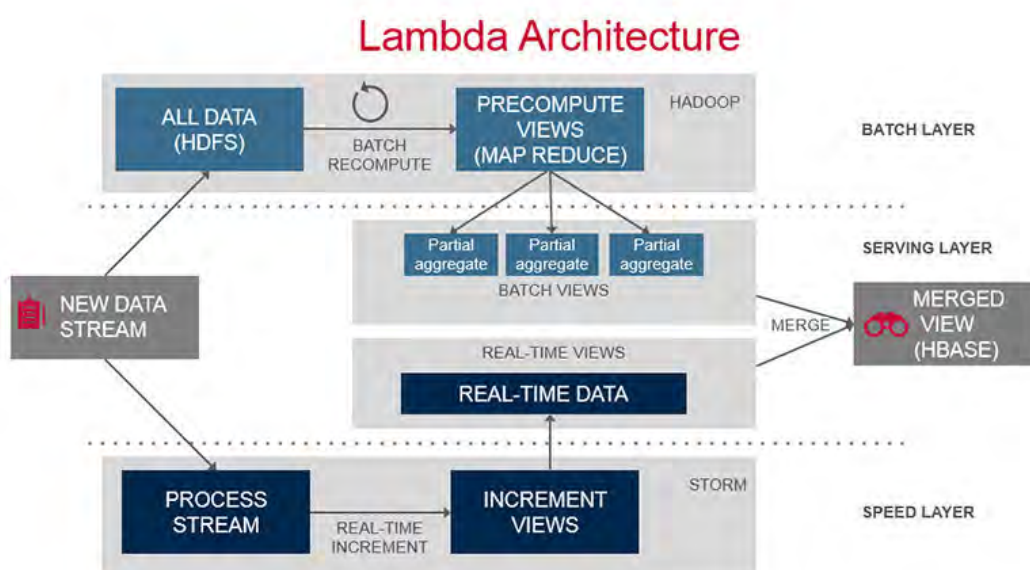 Lambda Architecture
ALL DATA
(HDFS)
BATCH
RECOMPUTE
PRECOMPUTE
VIEWS
(MAP REDUCE)
HADOOP
BATCH LAYER
Partial
aggregate
Partial
aggregate
Partial
aggregate
BATCH VIEWS
SERVING LAYER
NEW DATA
STREAM
MERGE
MERGED
VIEW
(HBASE)
REAL-TIME VIEWS
REAL-TIME DATA
PROCESS
STREAM
REAL-TIME
INCREMENT
INCREMENT
VIEWS
STORM
SPEED LAYER